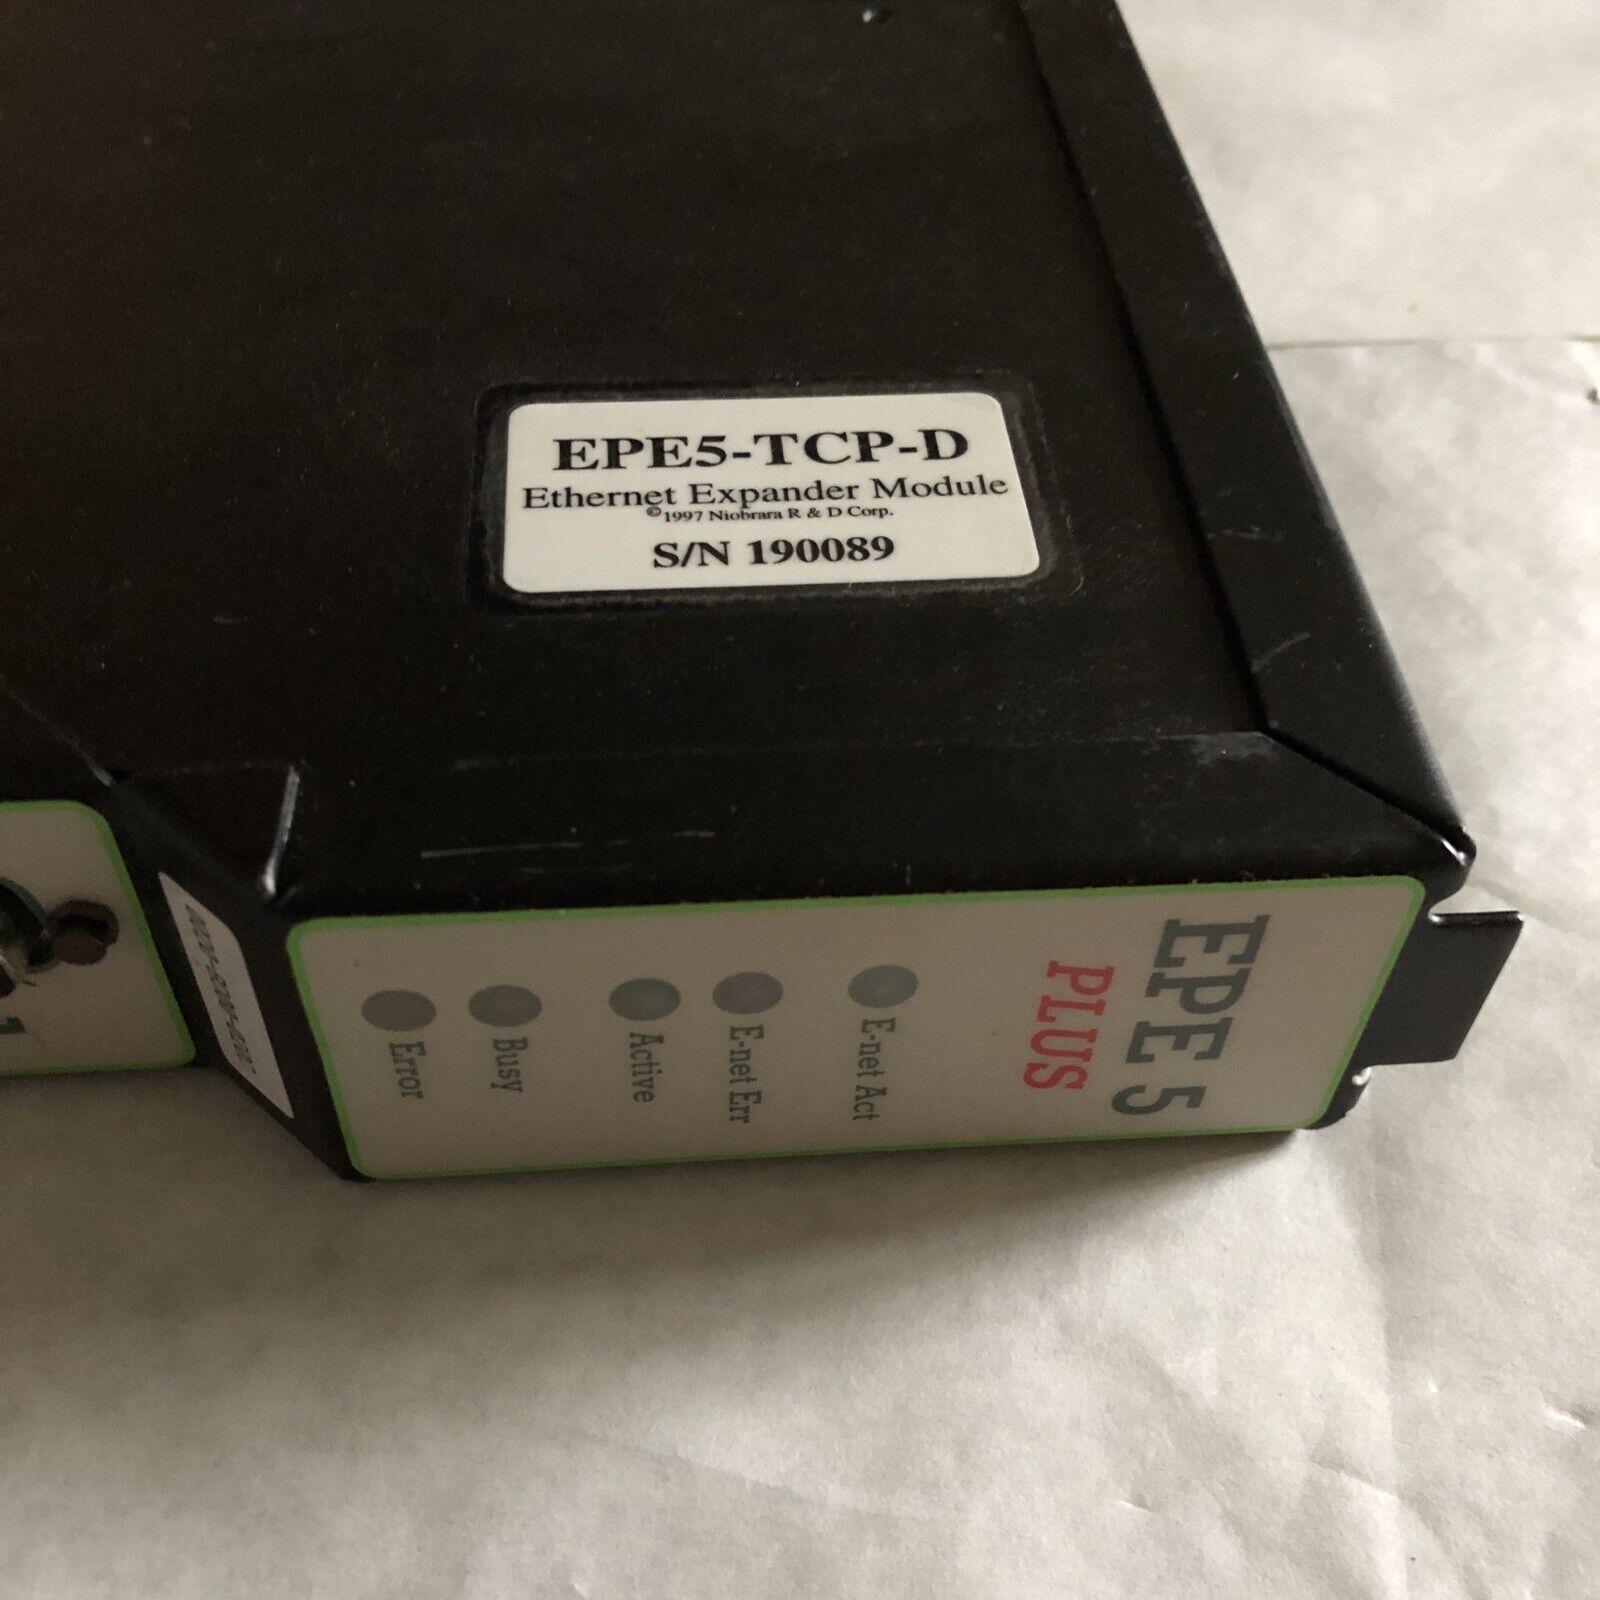 EPE5-TCP-D
Ethernet Expander Module
©1997 Niobrara R & D Corp.
S/N 190089
EPE 5
PLUS
E-net Act
E-net Err
Active
Busy
Error
1